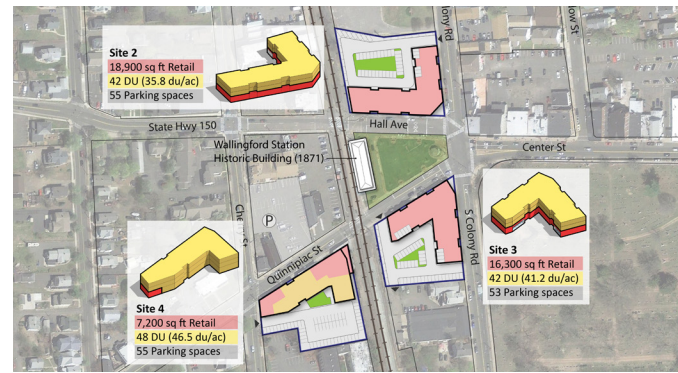 Site 2
18,900 sq ft Retail
42 DU (35.8 du/ac)
55 Parking spaces
State Hwy 150
Hall Ave
Center St
Wallingford Station
Historic Building (1871)
P
S Colony Rd
Quinnipiac St
Site 3
16,300 sq ft Retail
42 DU (41.2 du/ac)
53 Parking spaces
Site 4
7,200 sq ft Retail
48 DU (46.5 du/ac)
55 Parking spaces